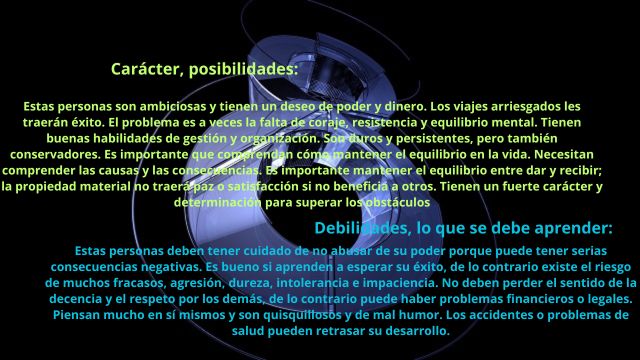 Carácter, posibilidades:
Estas personas son ambiciosas y tienen un deseo de poder y dinero. Los viajes arriesgados les
traerán éxito. El problema es a veces la falta de coraje, resistencia y equilibrio mental. Tienen
buenas habilidades de gestión y organización. Son duros y persistentes, pero también
conservadores. Es importante que comprendan cómo mantener el equilibrio en la vida. Necesitan
comprender las causas y las consecuencias. Es importante mantener el equilibrio entre dar y recibir;
la propiedad material no traerá paz o satisfacción si no beneficia a otros. Tienen un fuerte carácter y
determinación para superar los obstáculos
Debilidades, lo que se debe aprender:
Estas personas deben tener cuidado de no abusar de su poder porque puede tener serias
consecuencias negativas. Es bueno si aprenden a esperar su éxito, de lo contrario existe el riesgo
de muchos fracasos, agresión, dureza, intolerancia e impaciencia. No deben perder el sentido de la
decencia y el respeto por los demás, de lo contrario puede haber problemas financieros o legales.
Piensan mucho en sí mismos y son quisquillosos y de mal humor. Los accidentes o problemas de
salud pueden retrasar su desarrollo.